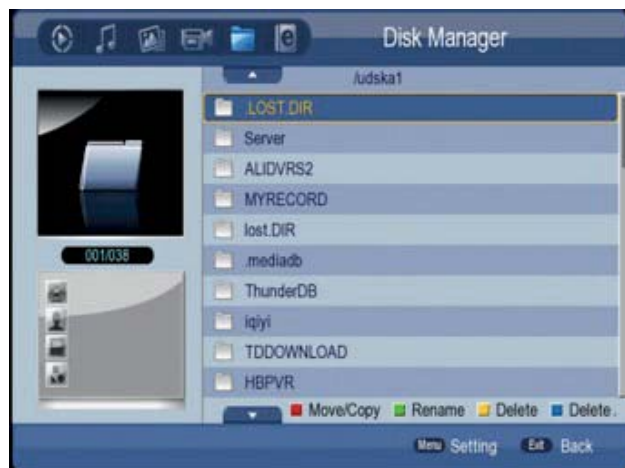 Disk Manager
/udska1
.LOST.DIR
Server
ALIDVRS2
MYRECORD
lost.DIR
001/038
.mediadb
ThunderDB
iqiyi
TDDOWNLOAD
HBPVR
Move/Copy Rename Delete Delete.
Menu Setting Exit Back